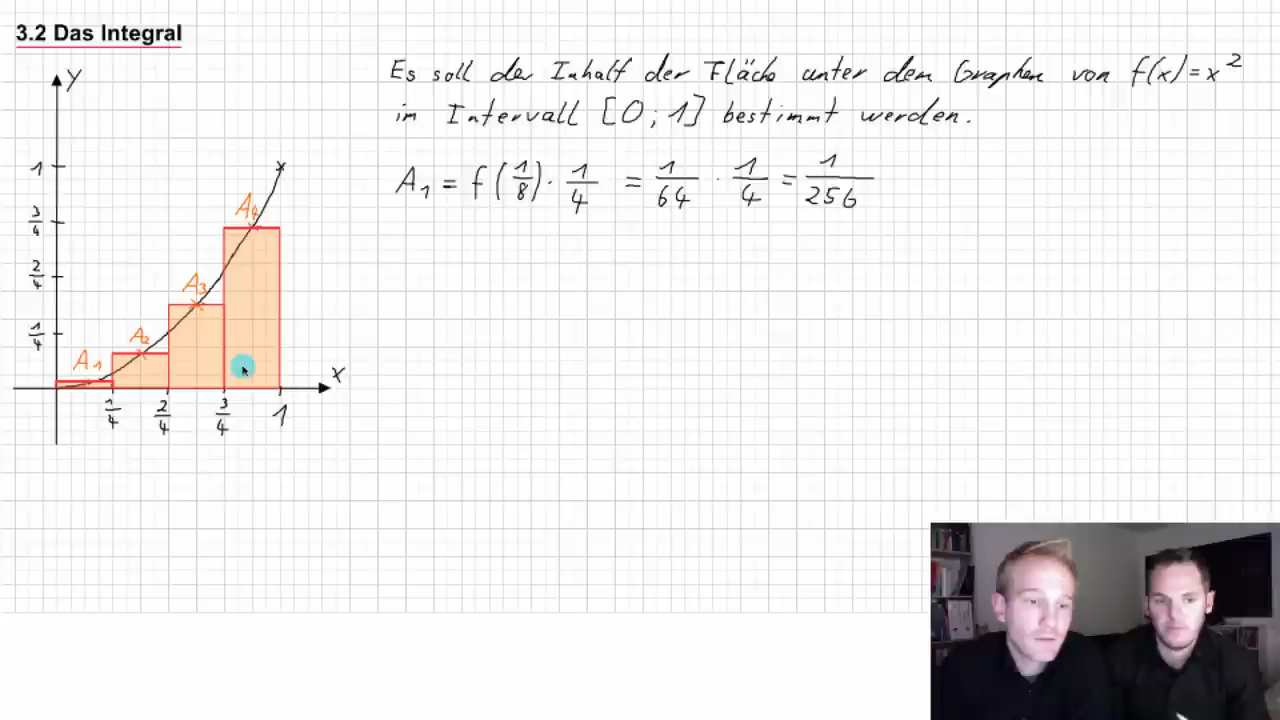 3.2 Das Integral
Es soll der Inhalt der Fläche unter dem Graphen von f(x)=x²
im Intervall [0;1] bestimmt werden.
A₁ = f(1/8) · 1/4 = 1/64 · 1/4 = 1/256
y
1
3/4
2/4
1/4
A₄
A₃
A₂
A₁
x
1/4 2/4 3/4 1